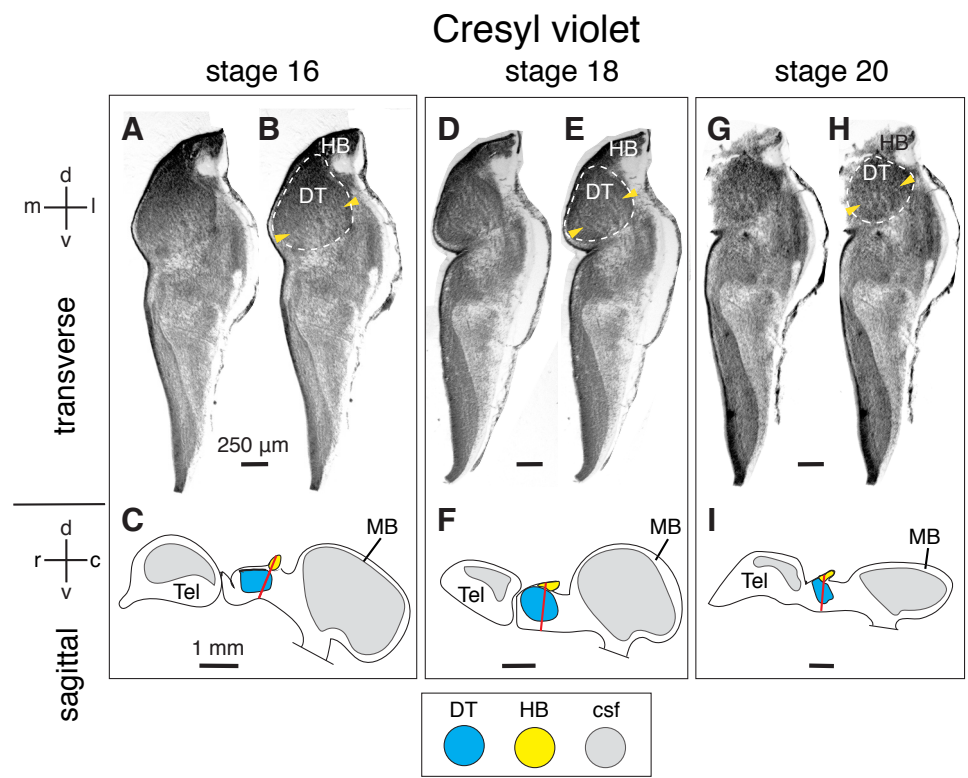 Cresyl violet
stage 16
stage 18
stage 20
A
B
HB
DT
D
E
HB
DT
G
H
HB
DT
d
m
l
v
transverse
250 µm
C
MB
Tel
1 mm
F
MB
Tel
I
MB
Tel
d
r
c
v
sagittal
DT
HB
csf